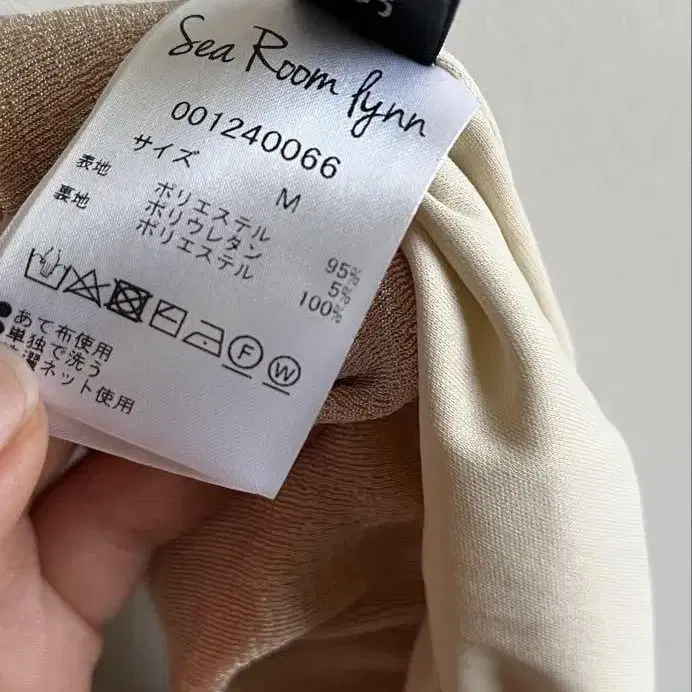 Sea Room lynn
001240066
サイズ M
表地 ポリエステル 95%
ポリウレタン 5%
裏地 ポリエステル 100%
F W
あて布使用
単独で洗う
ネット使用